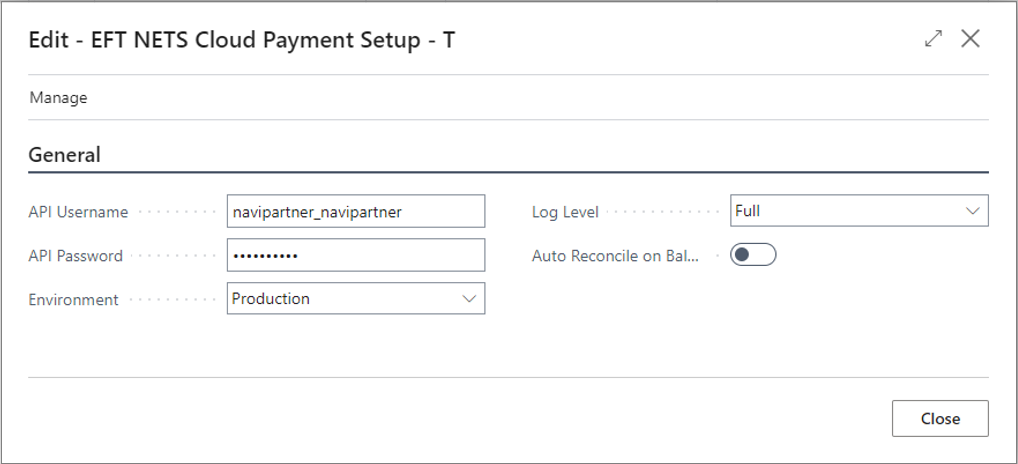 Edit - EFT NETS Cloud Payment Setup - T
Manage
General
API Username navipartner_navipartner
Log Level Full
API Password ••••••••••
Auto Reconcile on Bal...
Environment Production
Close